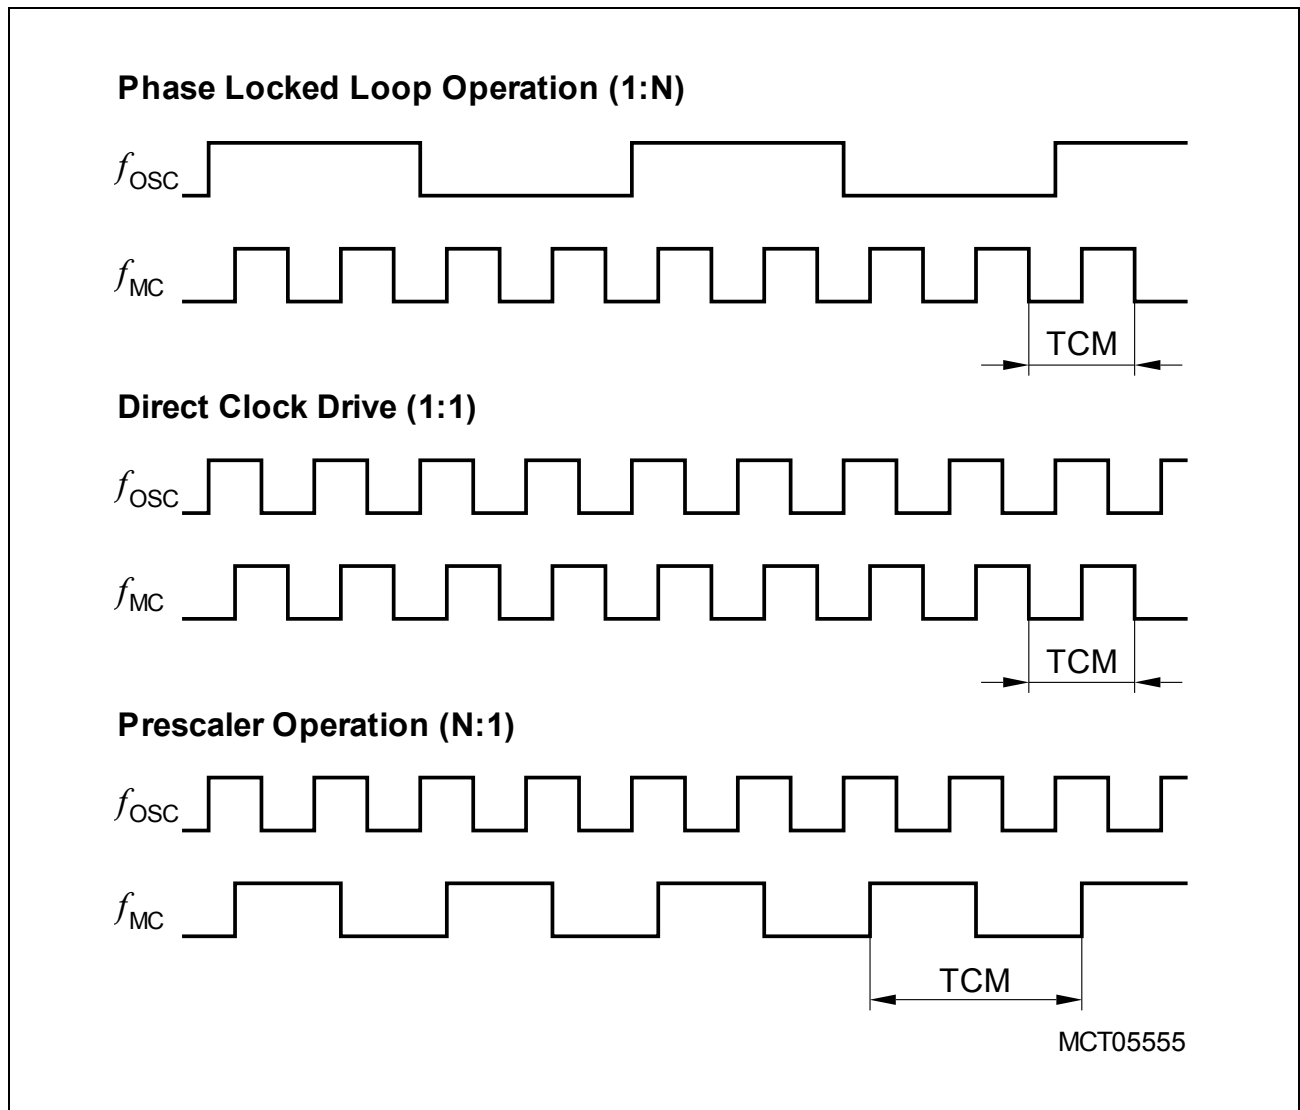 Phase Locked Loop Operation (1:N)
fOSC
fMC
TCM
Direct Clock Drive (1:1)
fOSC
fMC
TCM
Prescaler Operation (N:1)
fOSC
fMC
TCM
MCT05555